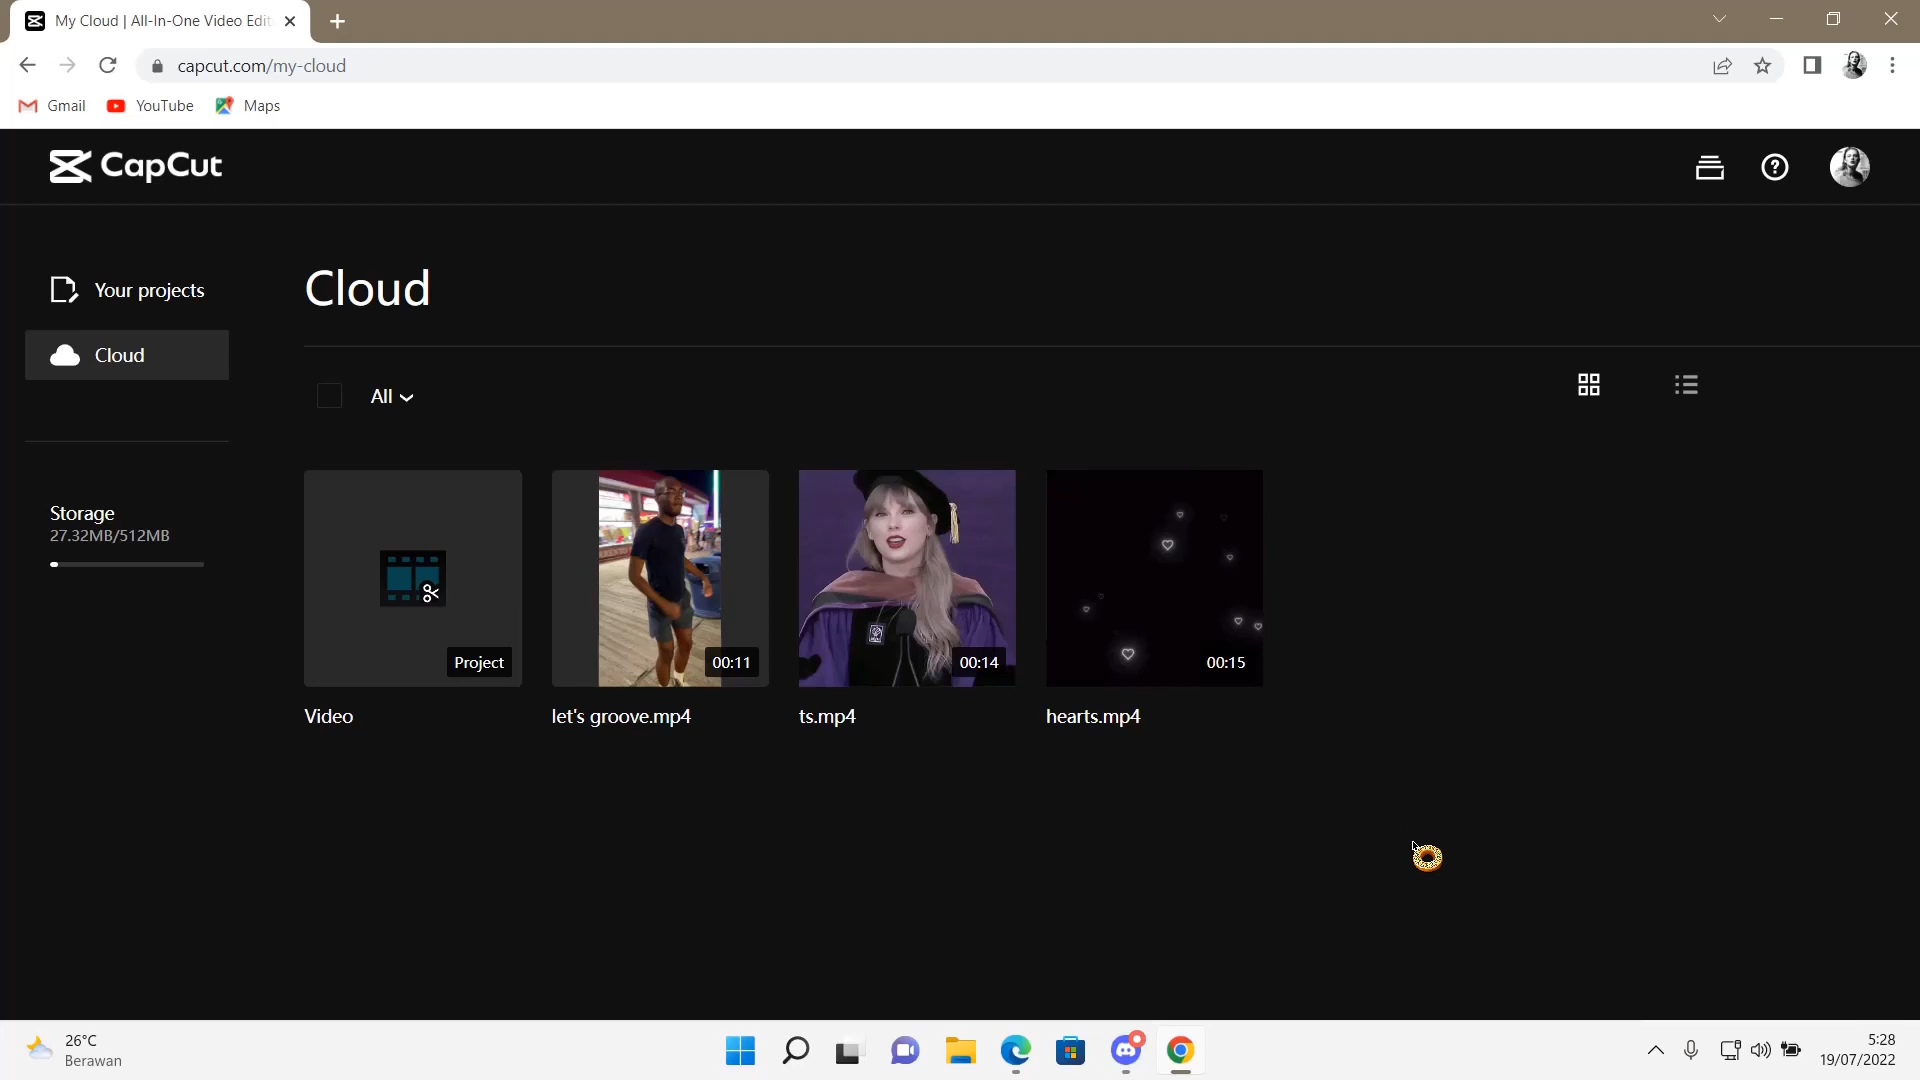 My Cloud | All-In-One Video Edit
capcut.com/my-cloud
Gmail
YouTube
Maps
CapCut
Your projects
Cloud
Storage
27.32MB/512MB
Cloud
All
Project
00:11
00:14
00:15
Video
let's groove.mp4
ts.mp4
hearts.mp4
26°C
Berawan
5:28
19/07/2022